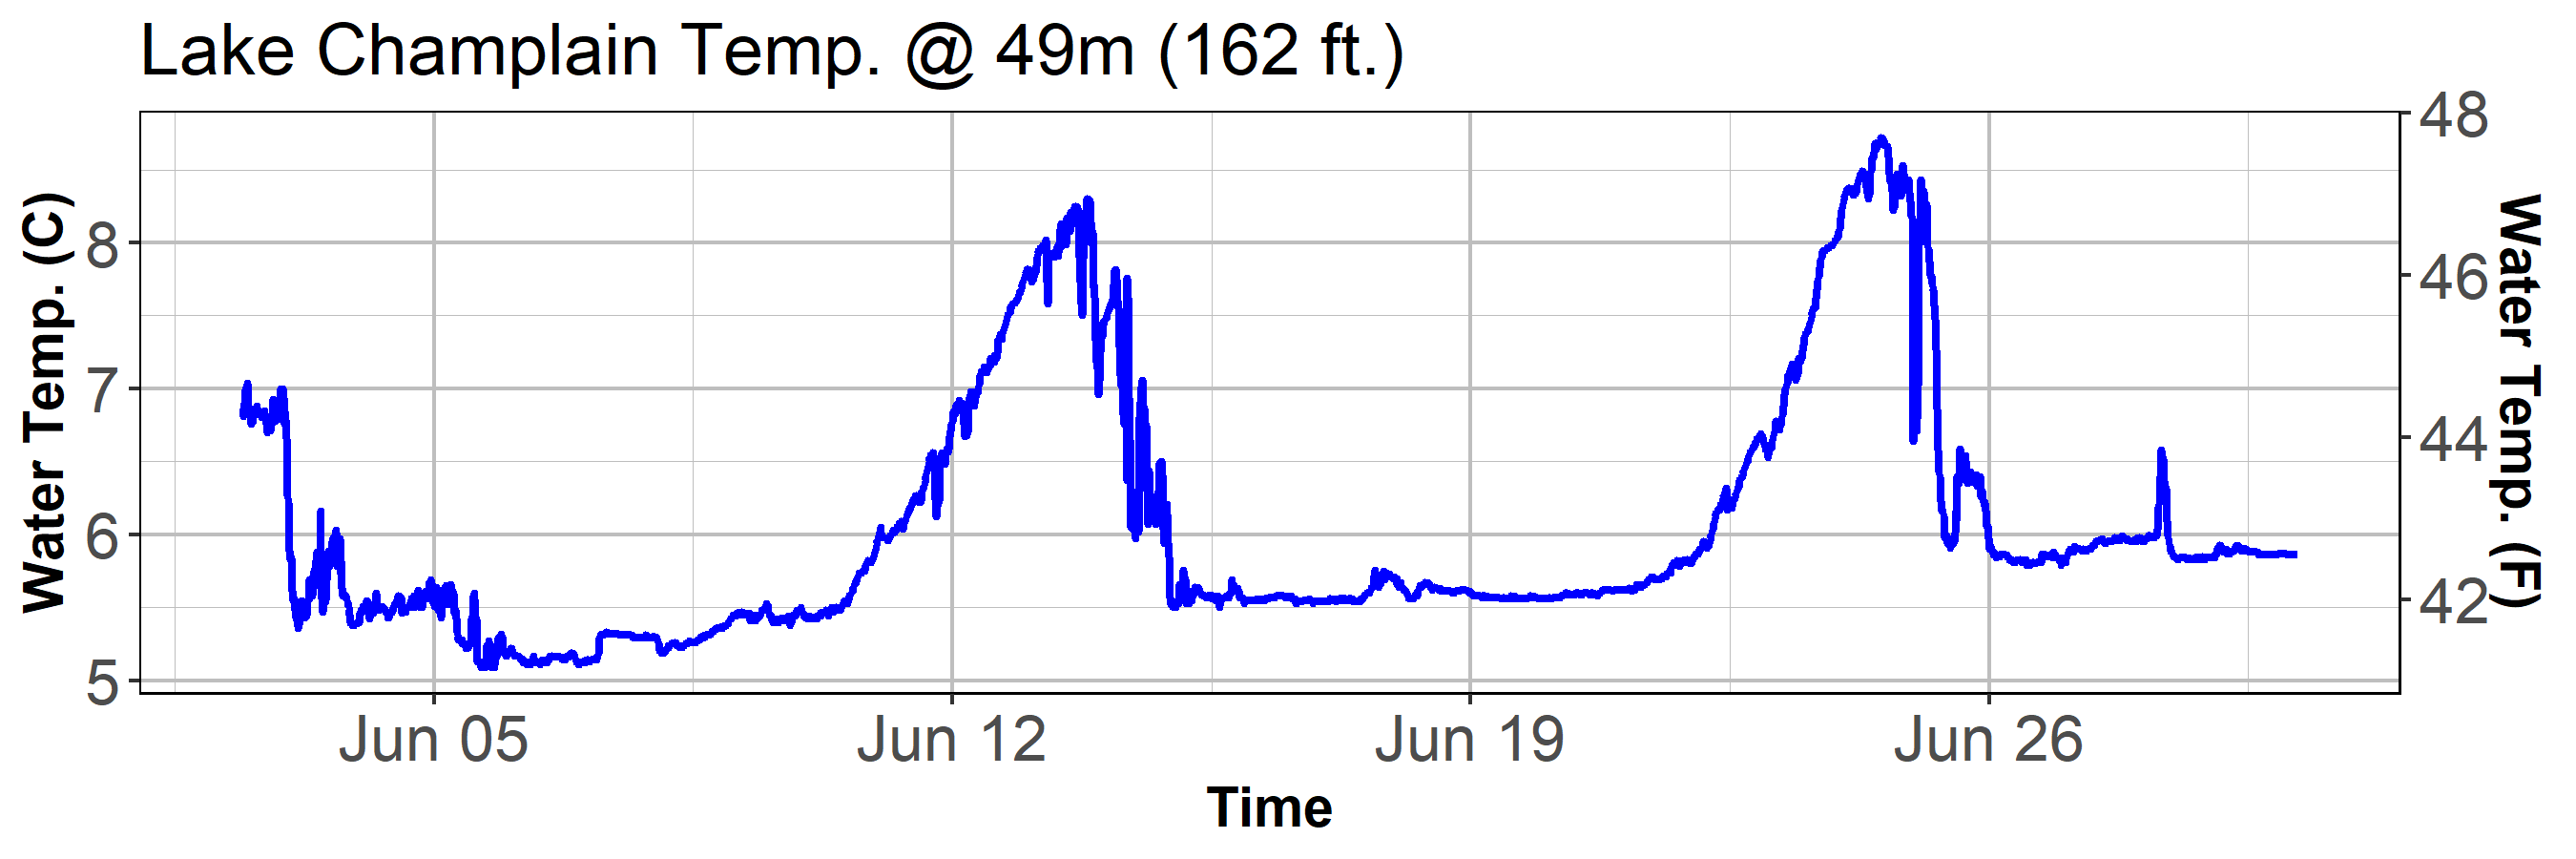 Lake Champlain Temp. @ 49m (162 ft.)
Water Temp. (C)
8
7
6
5
48
46
44
42
Water Temp. (F)
Jun 05 Jun 12 Jun 19 Jun 26
Time